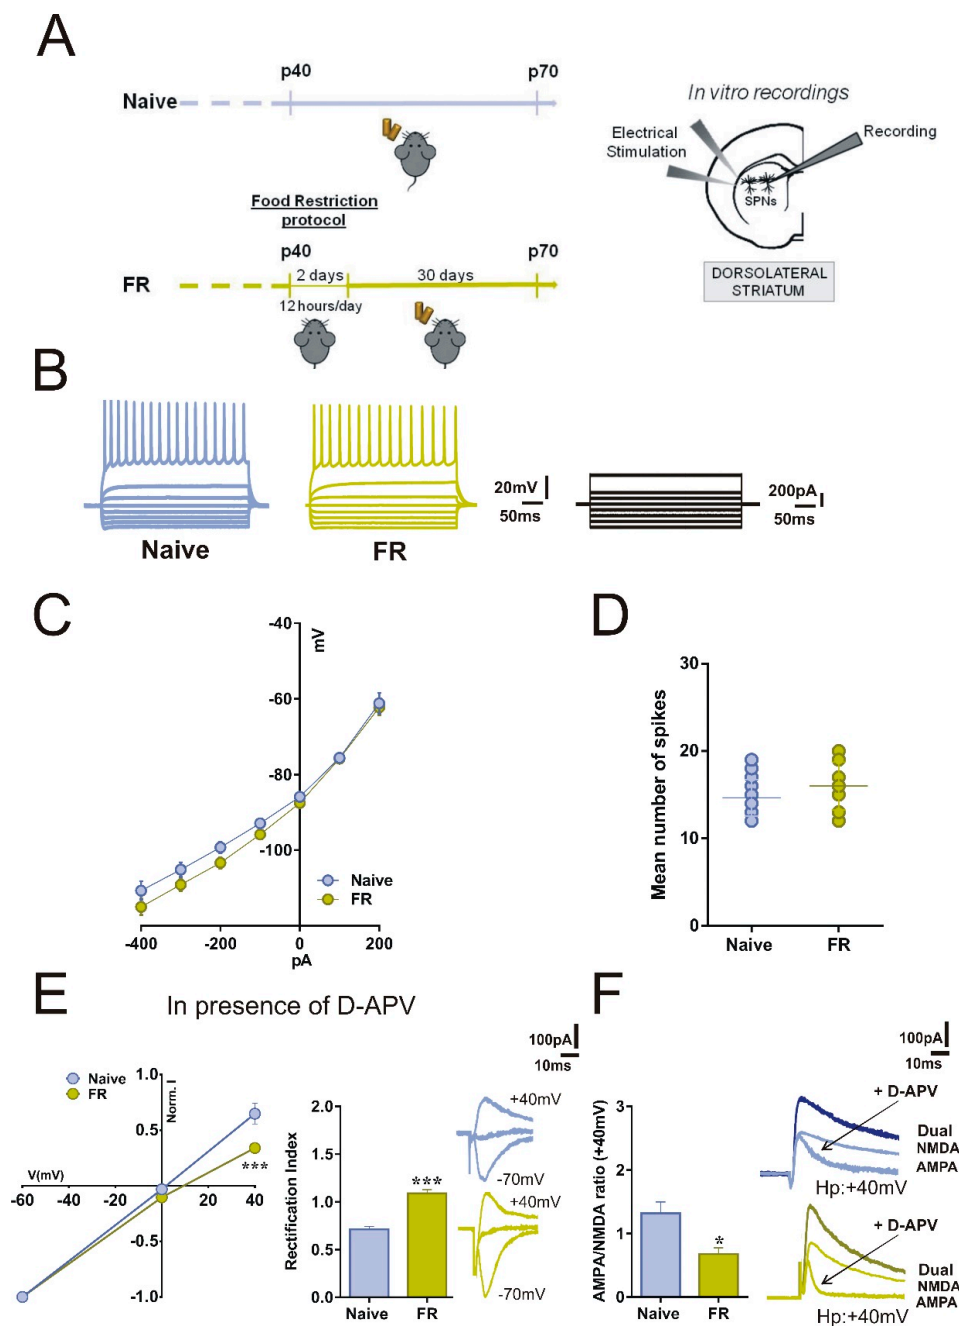 A
p40
p70
Naive
In vitro recordings
Electrical
Stimulation
Recording
SPNs
Food Restriction
protocol
p40
p70
FR
2 days
30 days
12 hours/day
DORSOLATERAL
STRIATUM
B
20mV
50ms
200pA
50ms
Naive
FR
C
-40
mV
-60
-80
-100
Naive
FR
-400
-200
0
200
pA
D
30
20
10
0
Mean number of spikes
Naive
FR
E
In presence of D-APV
100pA
10ms
Naive
FR
1.0
Norm. I
0.5
V(mV)
-60
-40
-20
20
40
***
-0.5
-1.0
2.0
1.5
1.0
0.5
0.0
Rectification Index
***
Naive
FR
+40mV
-70mV
+40mV
-70mV
F
100pA
10ms
3
2
1
0
AMPA/NMDA ratio (+40mV)
*
Naive
FR
+ D-APV
Dual
NMDA
AMPA
Hp:+40mV
+ D-APV
Dual
NMDA
AMPA
Hp:+40mV